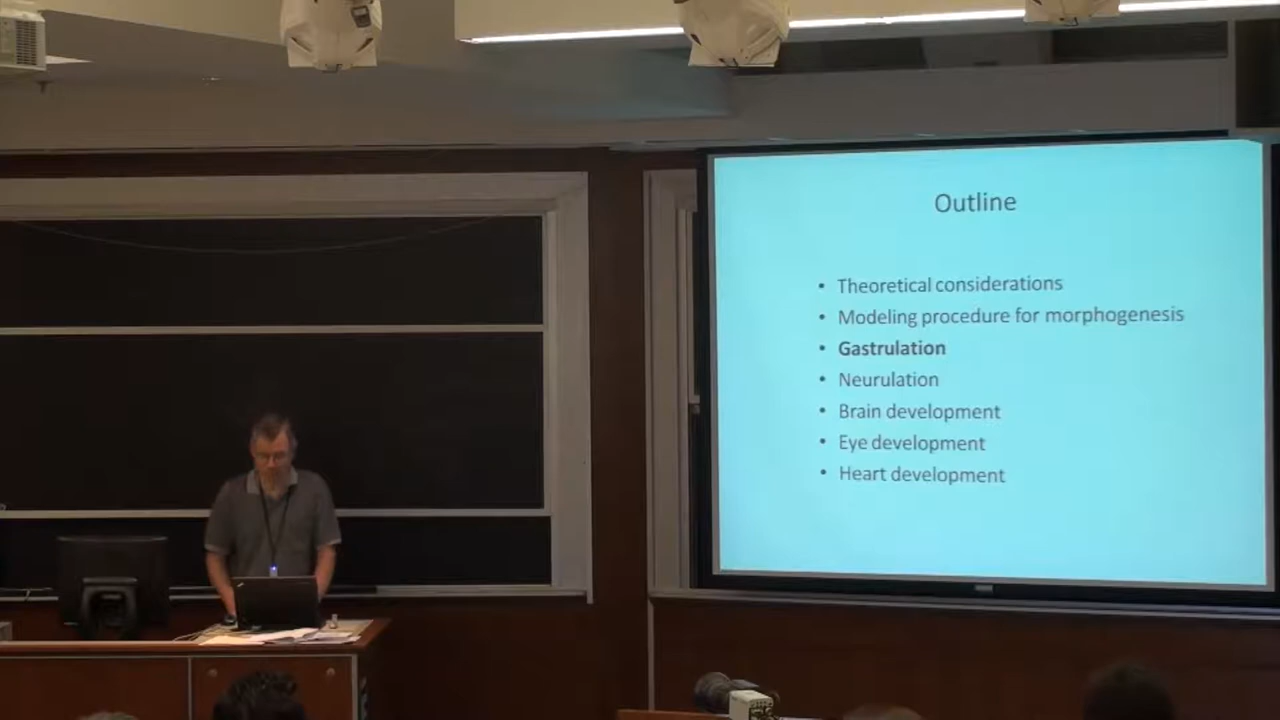 Outline
• Theoretical considerations
• Modeling procedure for morphogenesis
• Gastrulation
• Neurulation
• Brain development
• Eye development
• Heart development